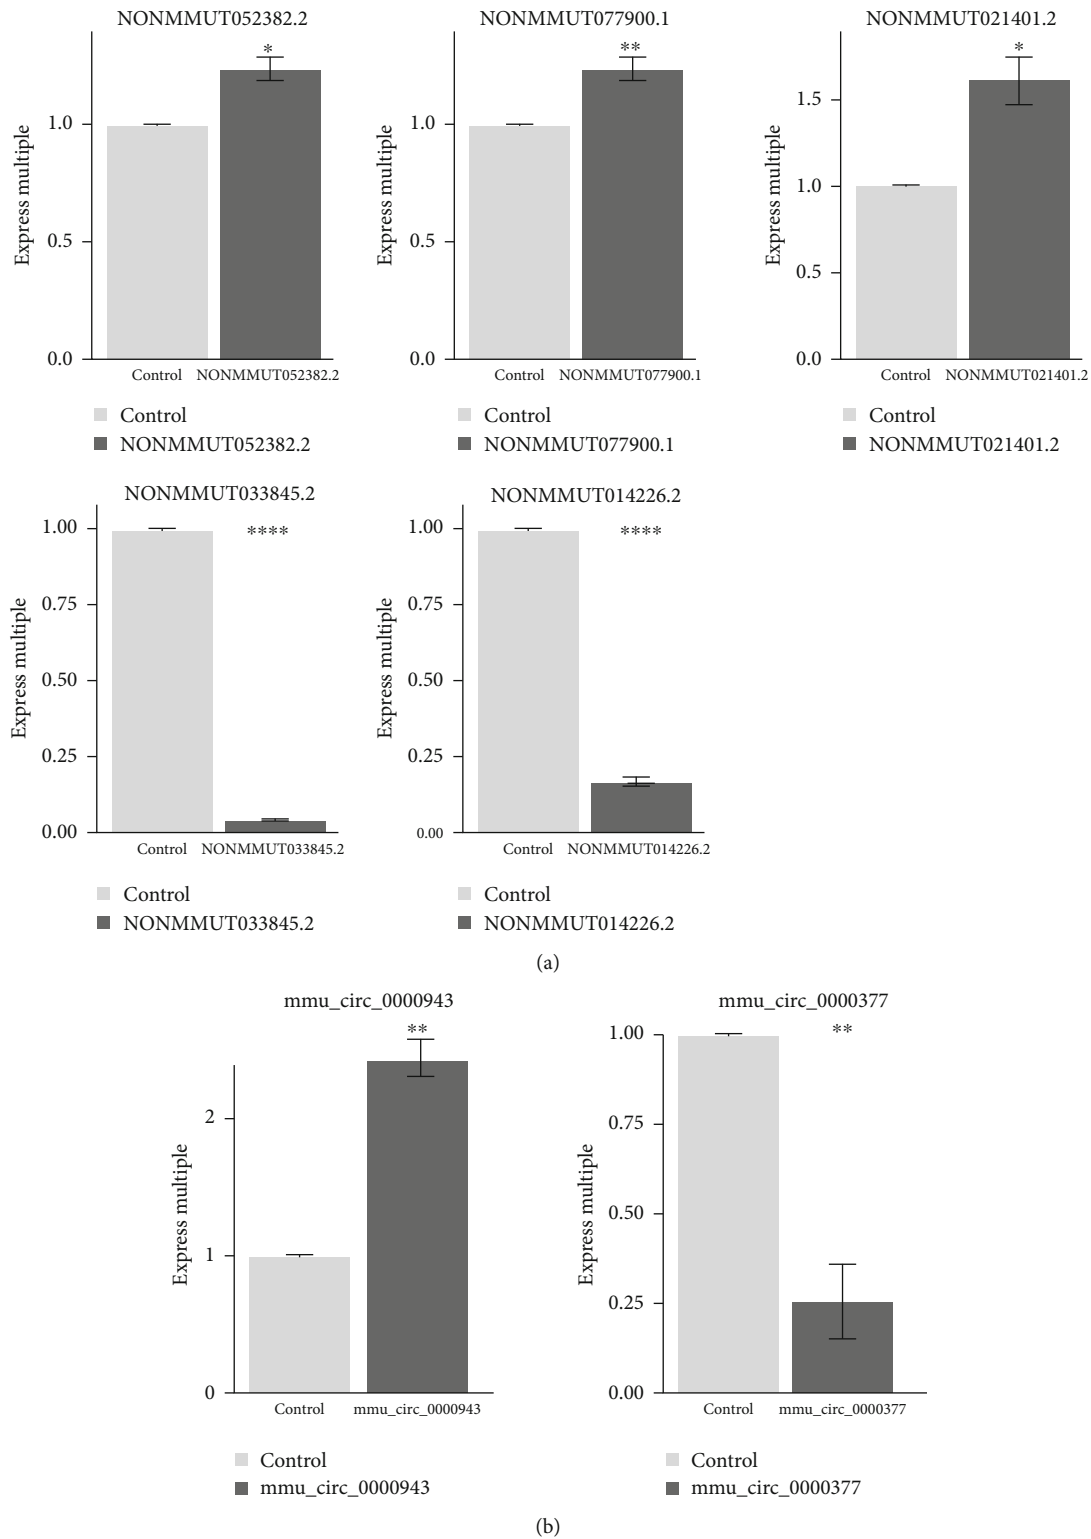 NONMMUT052382.2
*
Express multiple
1.0
0.5
0.0
Control NONMMUT052382.2
Control
NONMMUT052382.2
NONMMUT077900.1
**
Express multiple
1.0
0.5
0.0
Control NONMMUT077900.1
Control
NONMMUT077900.1
NONMMUT021401.2
*
Express multiple
1.5
1.0
0.5
0.0
Control NONMMUT021401.2
Control
NONMMUT021401.2
NONMMUT033845.2
****
Express multiple
1.00
0.75
0.50
0.25
0.00
Control NONMMUT033845.2
Control
NONMMUT033845.2
NONMMUT014226.2
****
Express multiple
1.00
0.75
0.50
0.25
0.00
Control NONMMUT014226.2
Control
NONMMUT014226.2
(a)
mmu_circ_0000943
**
Express multiple
2
1
0
Control mmu_circ_0000943
Control
mmu_circ_0000943
mmu_circ_0000377
**
Express multiple
1.00
0.75
0.50
0.25
0.00
Control mmu_circ_0000377
Control
mmu_circ_0000377
(b)